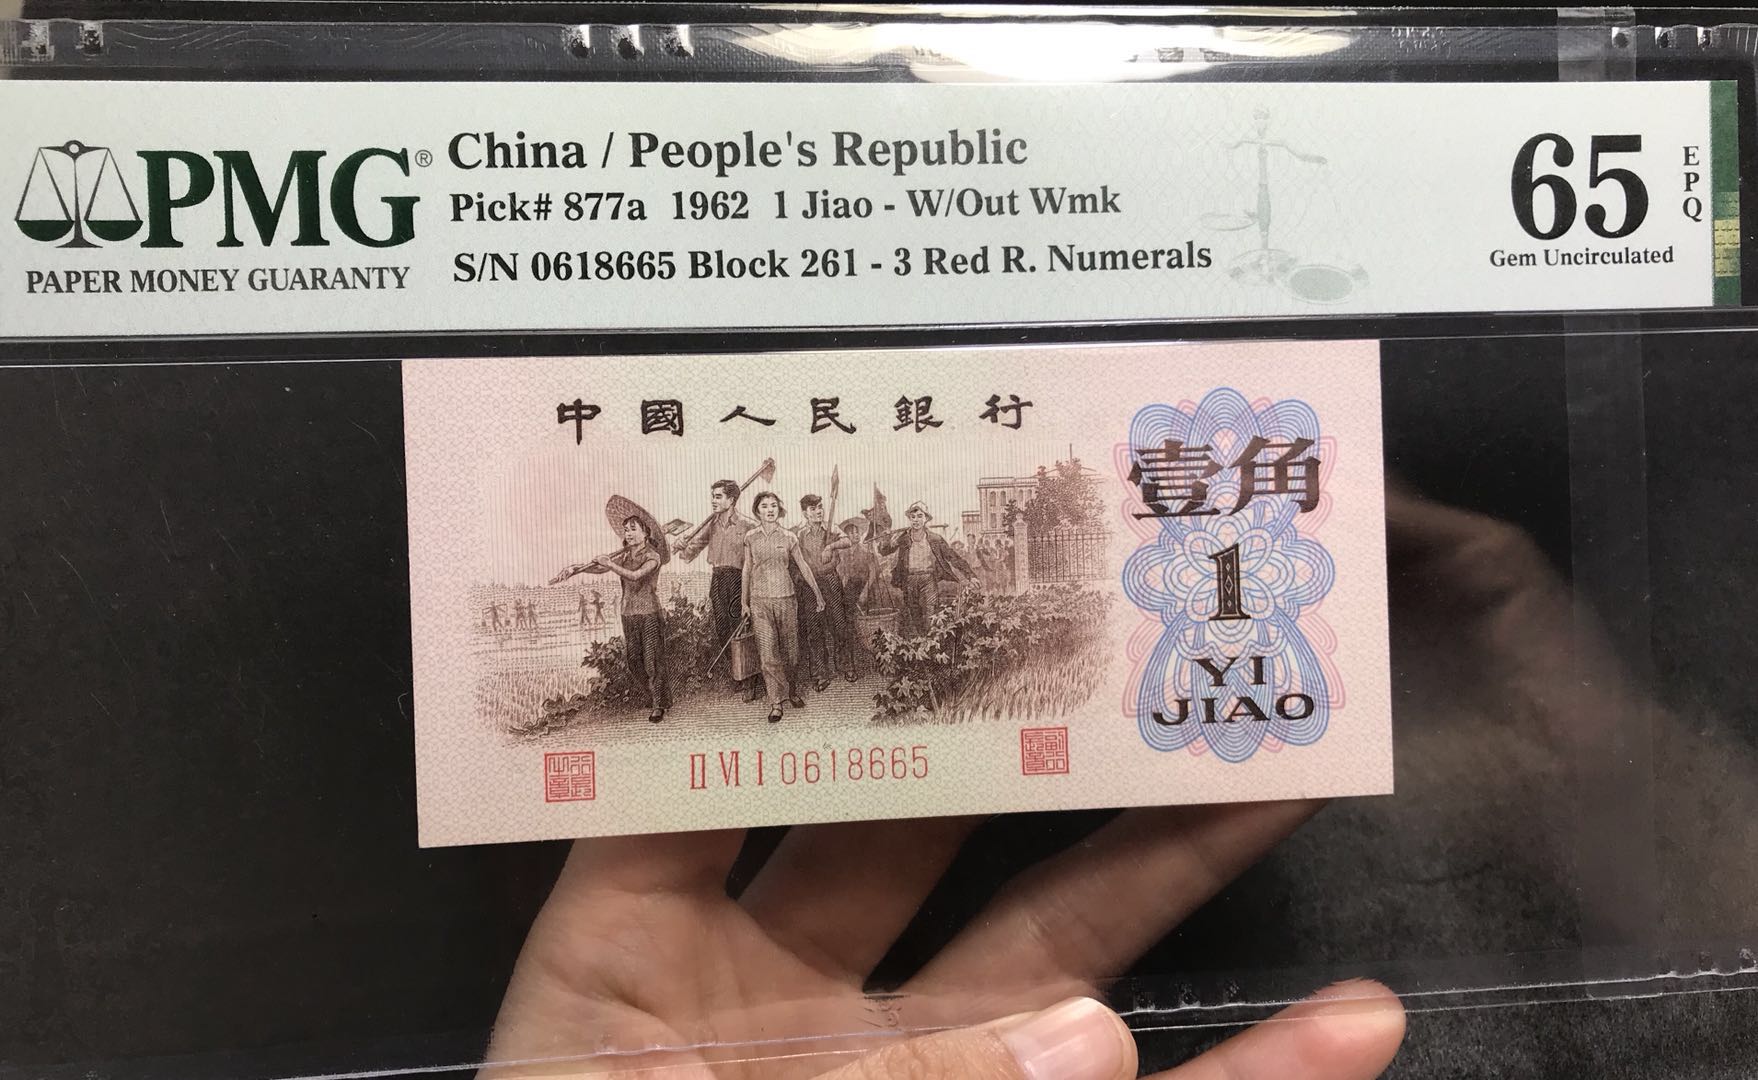 PMG®
PAPER MONEY GUARANTY
China / People's Republic
Pick# 877a 1962 1 Jiao - W/Out Wmk
S/N 0618665 Block 261 - 3 Red R. Numerals
65
EPQ
Gem Uncirculated
中國人民銀行
壹角
1
YI
JIAO
II VI I 0618665